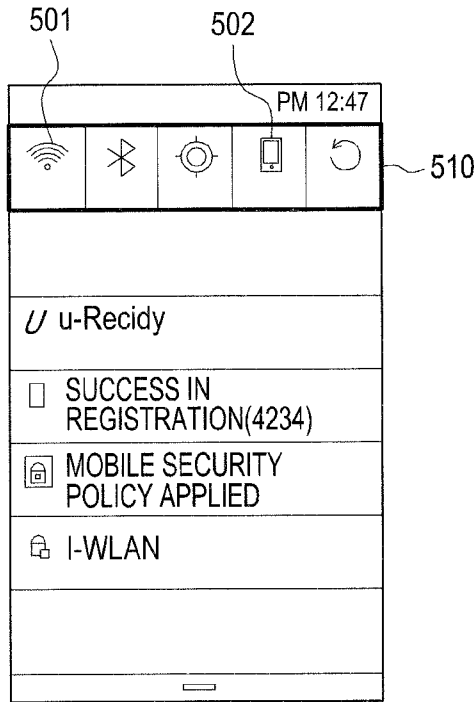 501
502
PM 12:47
510
U u-Recidy
SUCCESS IN
REGISTRATION(4234)
MOBILE SECURITY
POLICY APPLIED
I-WLAN